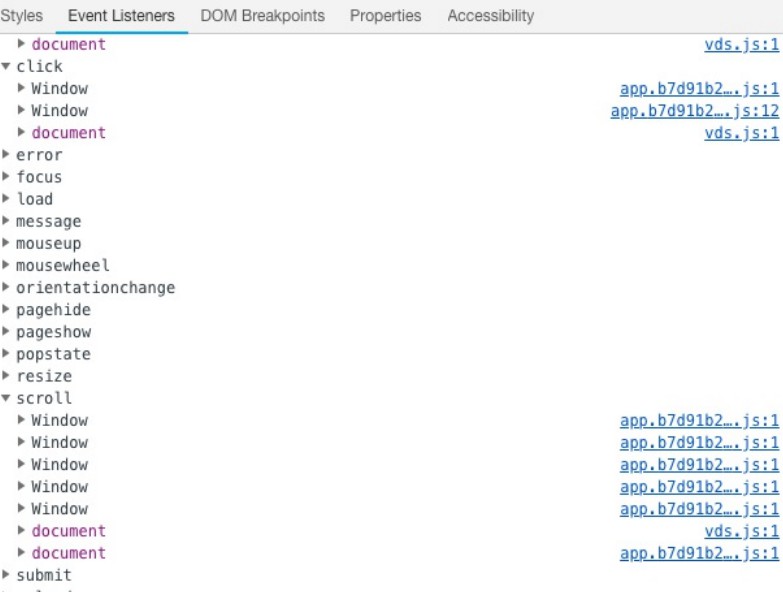 Styles Event Listeners DOM Breakpoints Properties Accessibility
document vds.js:1
click
Window app.b7d91b2….js:1
Window app.b7d91b2….js:12
document vds.js:1
error
focus
load
message
mouseup
mousewheel
orientationchange
pagehide
pageshow
popstate
resize
scroll
Window app.b7d91b2….js:1
Window app.b7d91b2….js:1
Window app.b7d91b2….js:1
Window app.b7d91b2….js:1
Window app.b7d91b2….js:1
document vds.js:1
document app.b7d91b2….js:1
submit